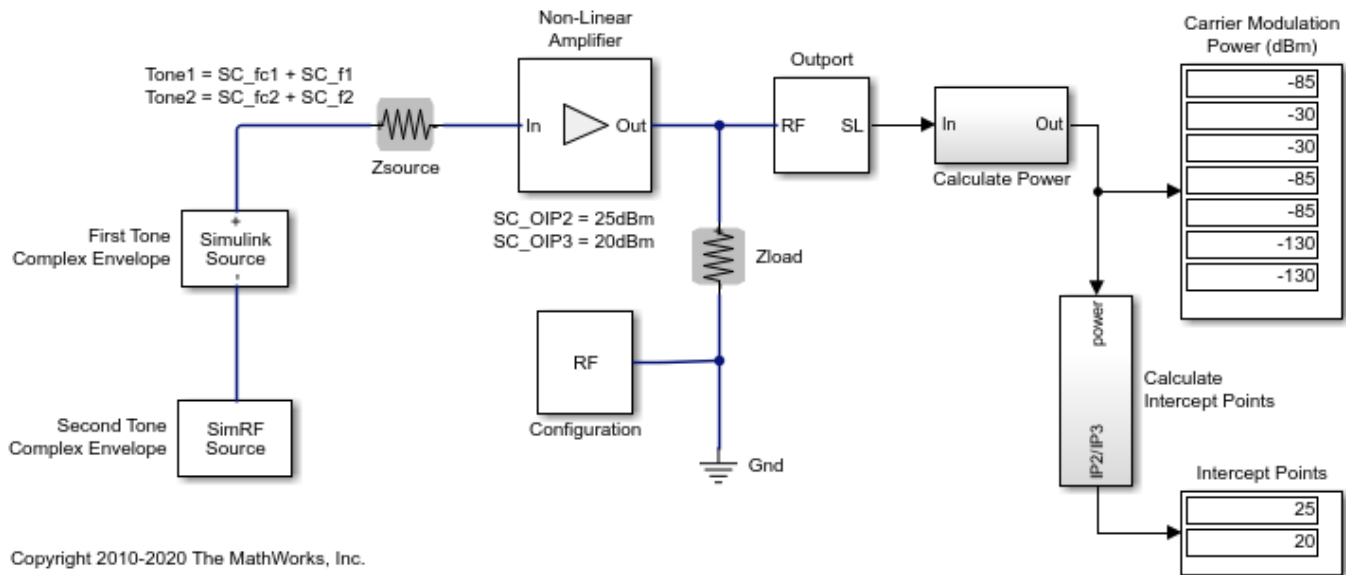 Non-Linear
Amplifier
Carrier Modulation
Power (dBm)
Tone1 = SC_fc1 + SC_f1
Tone2 = SC_fc2 + SC_f2
Outport
-85
-30
-30
-85
-85
-130
-130
In
Out
RF
SL
In
Out
Zsource
Calculate Power
SC_OIP2 = 25dBm
SC_OIP3 = 20dBm
First Tone
Complex Envelope
+
Simulink
Source
-
Zload
power
IP2/IP3
Calculate
Intercept Points
RF
Configuration
Second Tone
Complex Envelope
SimRF
Source
Gnd
Intercept Points
25
20
Copyright 2010-2020 The MathWorks, Inc.